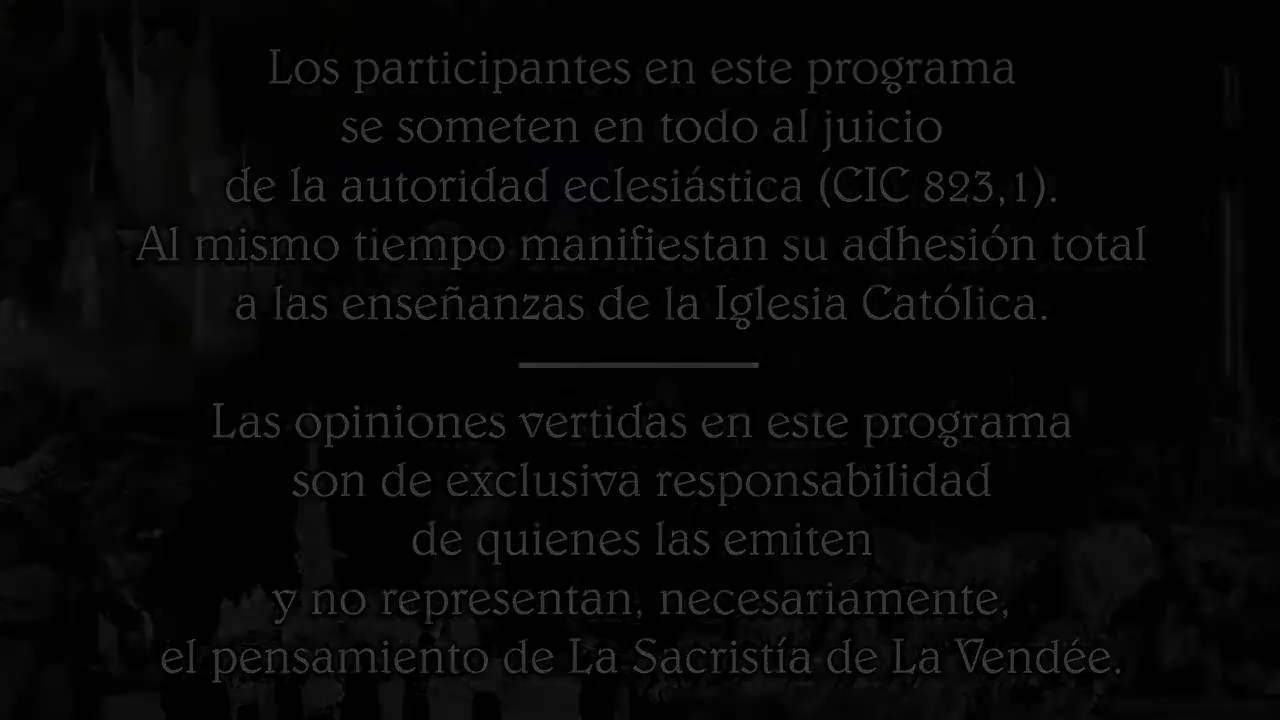 Los participantes en este programa
se someten en todo al juicio
de la autoridad eclesiástica (CIC 823,1).
Al mismo tiempo manifiestan su adhesión total
a las enseñanzas de la Iglesia Católica.
Las opiniones vertidas en este programa
son de exclusiva responsabilidad
de quienes las emiten
y no representan, necesariamente,
el pensamiento de La Sacristía de La Vendée.